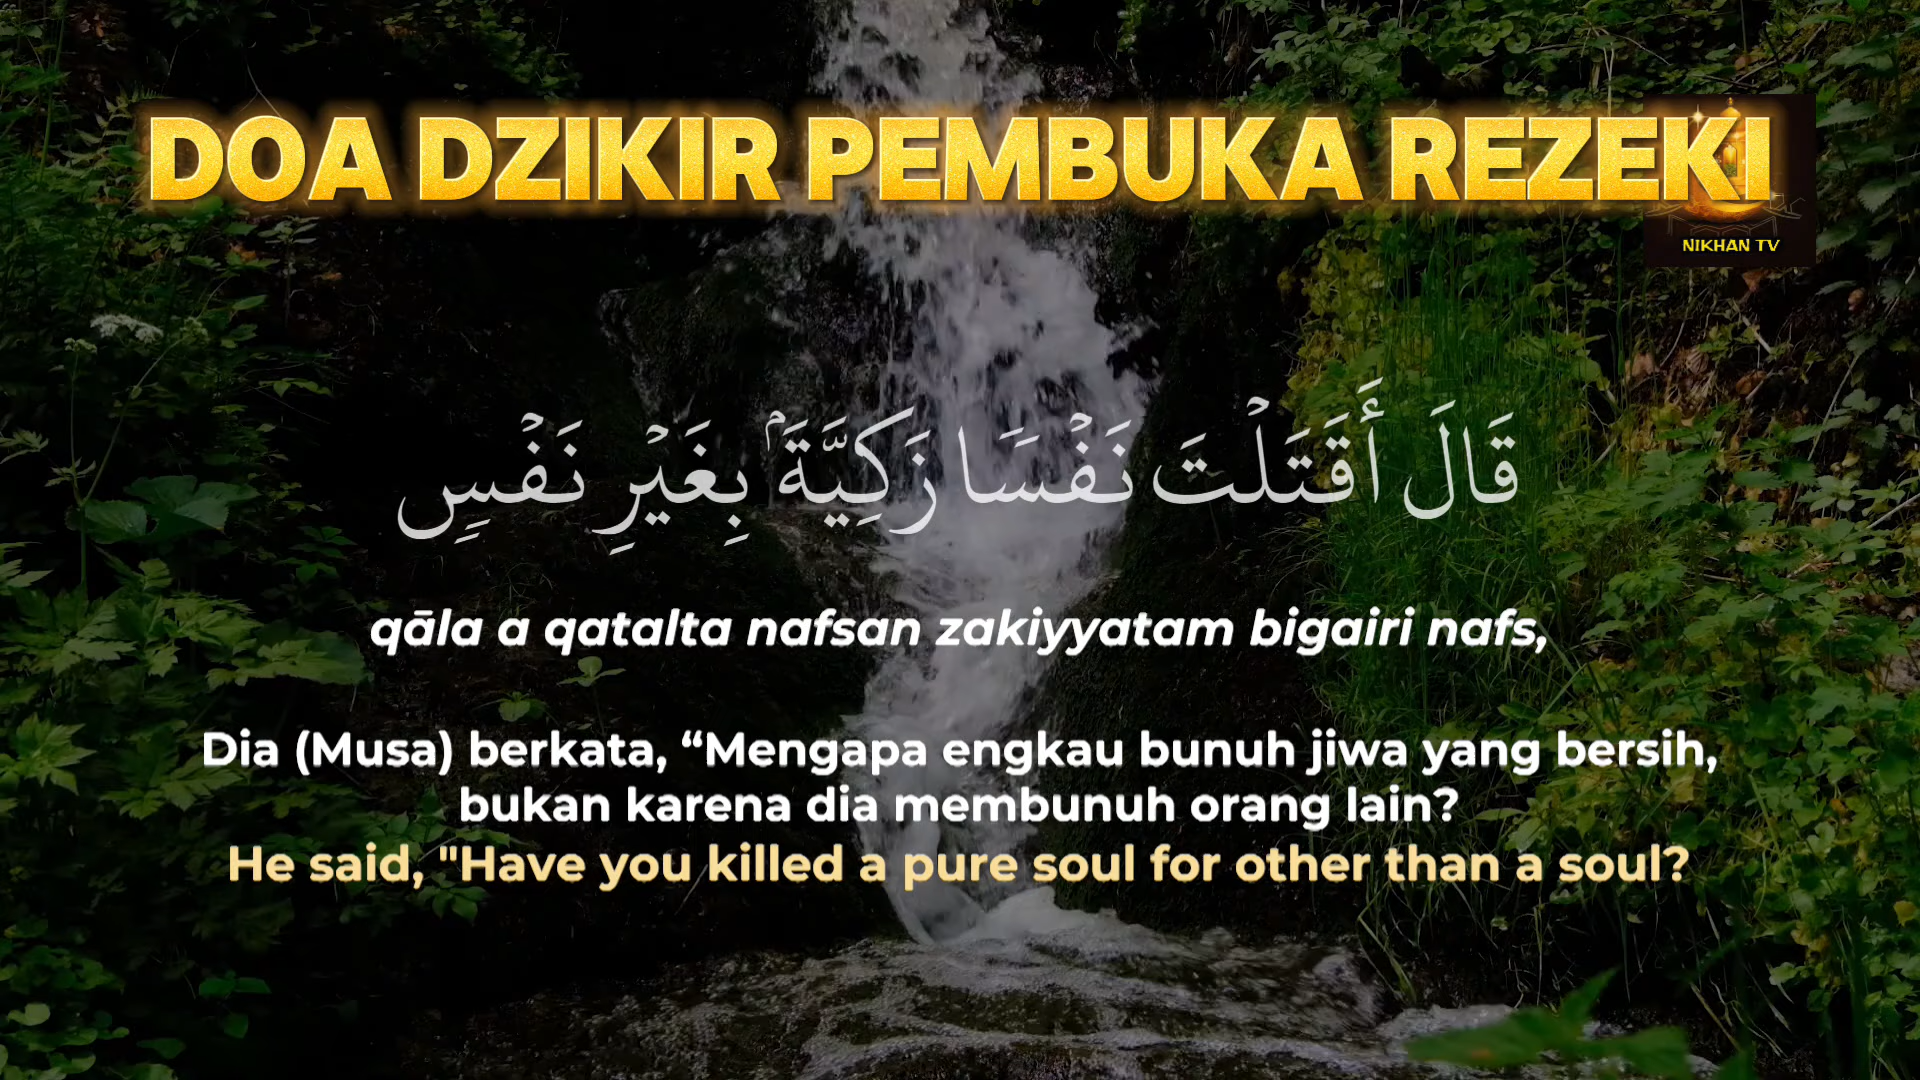 DOA DZIKIR PEMBUKA REZEKI
NIKHAN TV
قَالَ أَقَتَلۡتَ نَفۡسَا زَكِيَّةَۢ بِغَيۡرِ نَفۡسِ
qāla a qatalta nafsan zakiyyatam bigairi nafs,
Dia (Musa) berkata, “Mengapa engkau bunuh jiwa yang bersih,
bukan karena dia membunuh orang lain?
He said, "Have you killed a pure soul for other than a soul?